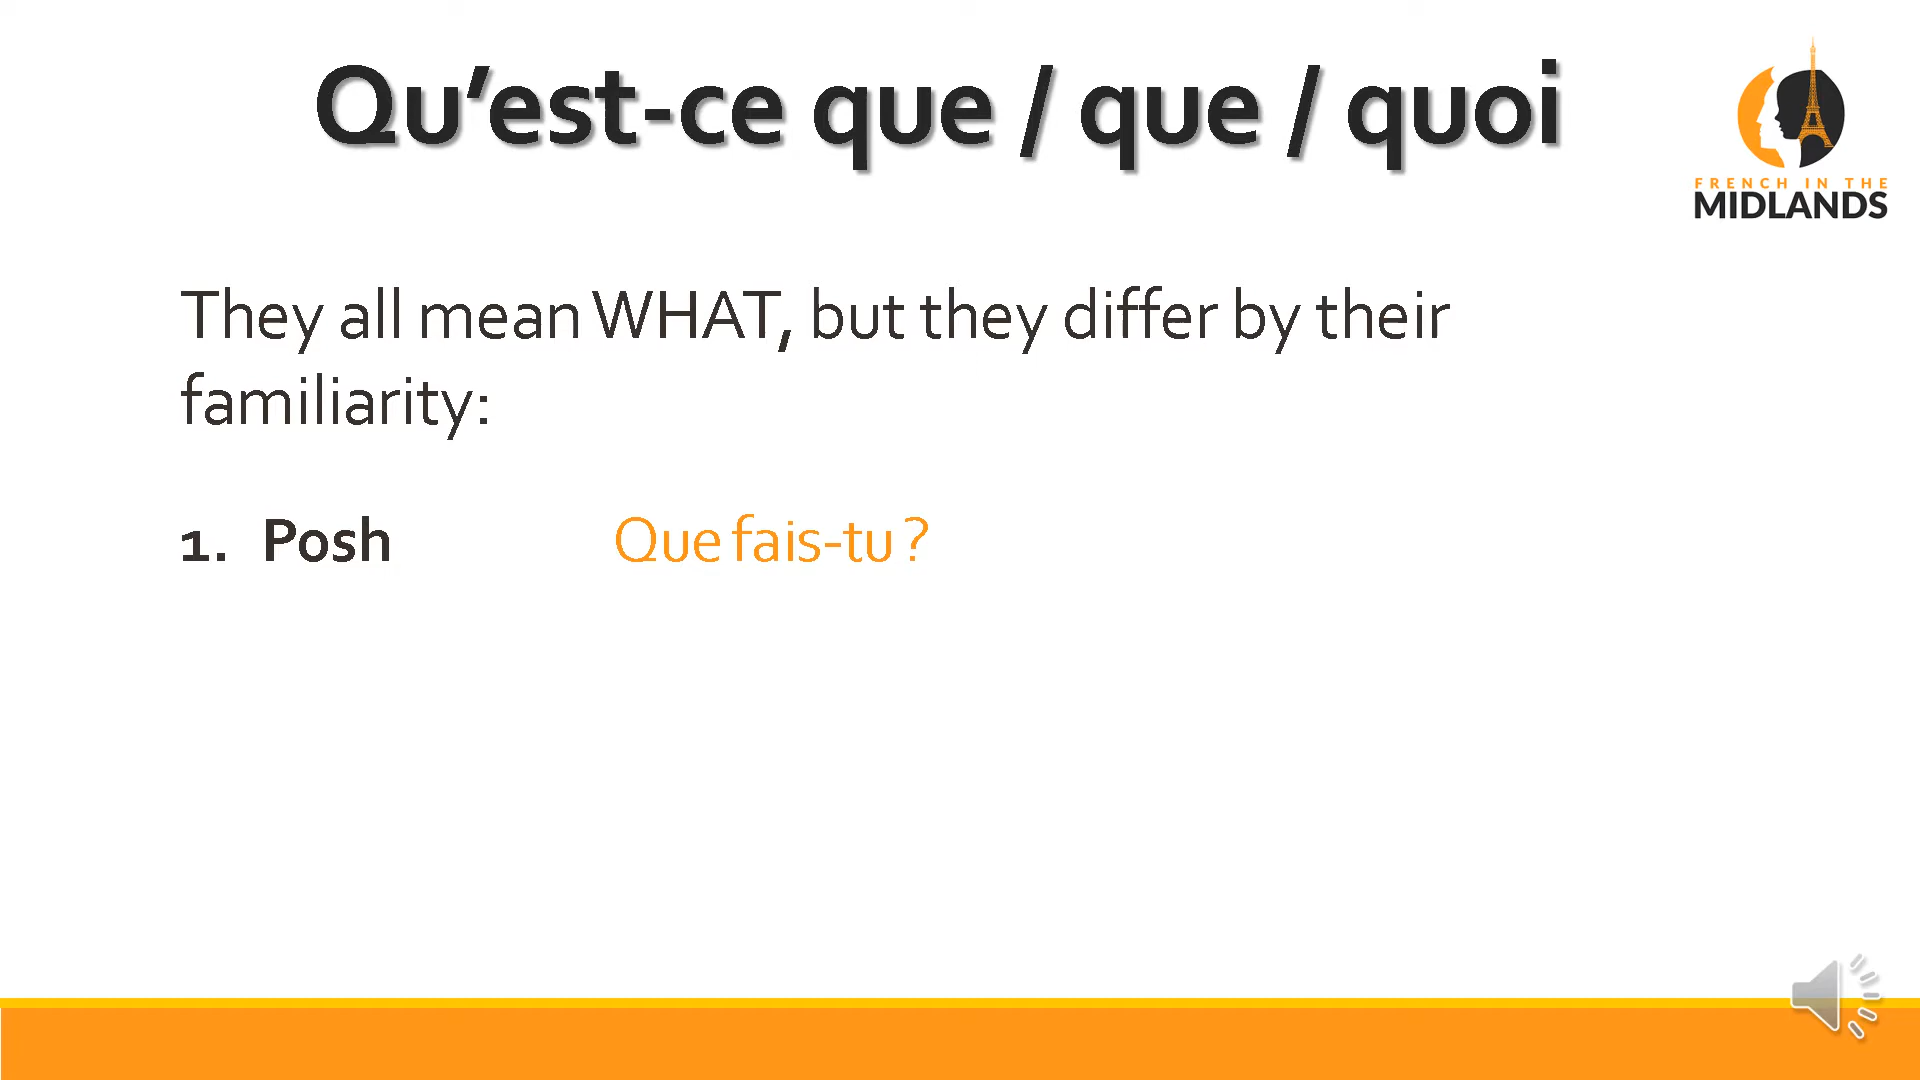 Qu’est-ce que / que / quoi
FRENCH IN THE
MIDLANDS
They all mean WHAT, but they differ by their
familiarity:
1. Posh Que fais-tu ?